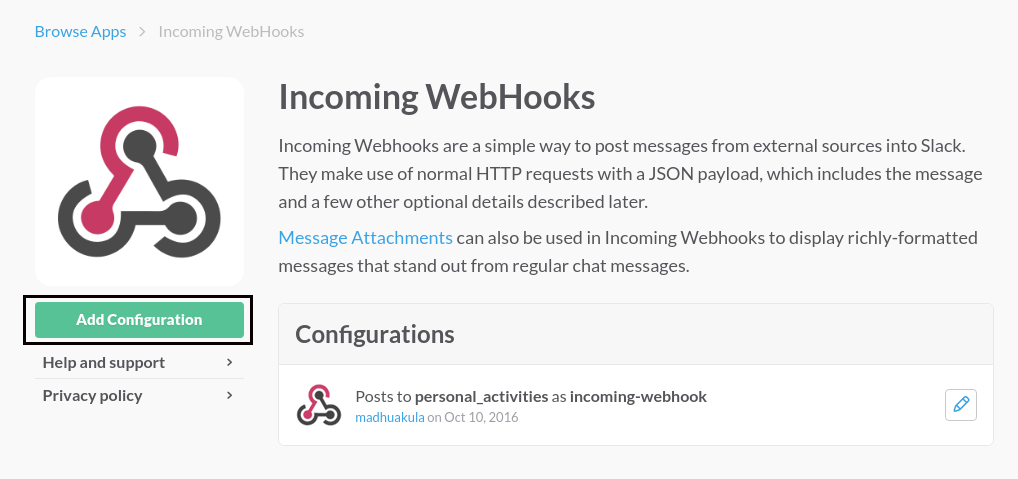 Browse Apps > Incoming WebHooks
Incoming WebHooks
Incoming Webhooks are a simple way to post messages from external sources into Slack.
They make use of normal HTTP requests with a JSON payload, which includes the message
and a few other optional details described later.
Message Attachments can also be used in Incoming Webhooks to display richly-formatted
messages that stand out from regular chat messages.
Add Configuration
Help and support
Privacy policy
Configurations
Posts to personal_activities as incoming-webhook
madhuakula on Oct 10, 2016